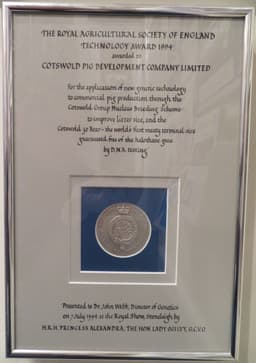 THE ROYAL AGRICULTURAL SOCIETY OF ENGLAND
TECHNOLOGY AWARD 1994
awarded to
COTSWOLD PIG DEVELOPMENT COMPANY LIMITED
for the application of new genetic technology
to commercial pig production through the
Cotswold Group Nucleus Breeding Scheme
to improve litter size, and the
Cotswold 90 Boar - the world's first meaty terminal sire
guaranteed free of the halothane gene
by D.N.A. testing
Presented to Dr. John Webb, Director of Genetics
on 7 July 1994 at the Royal Show, Stoneleigh by
H.R.H. PRINCESS ALEXANDRA, THE HON. LADY OGILVY, G.C.V.O.